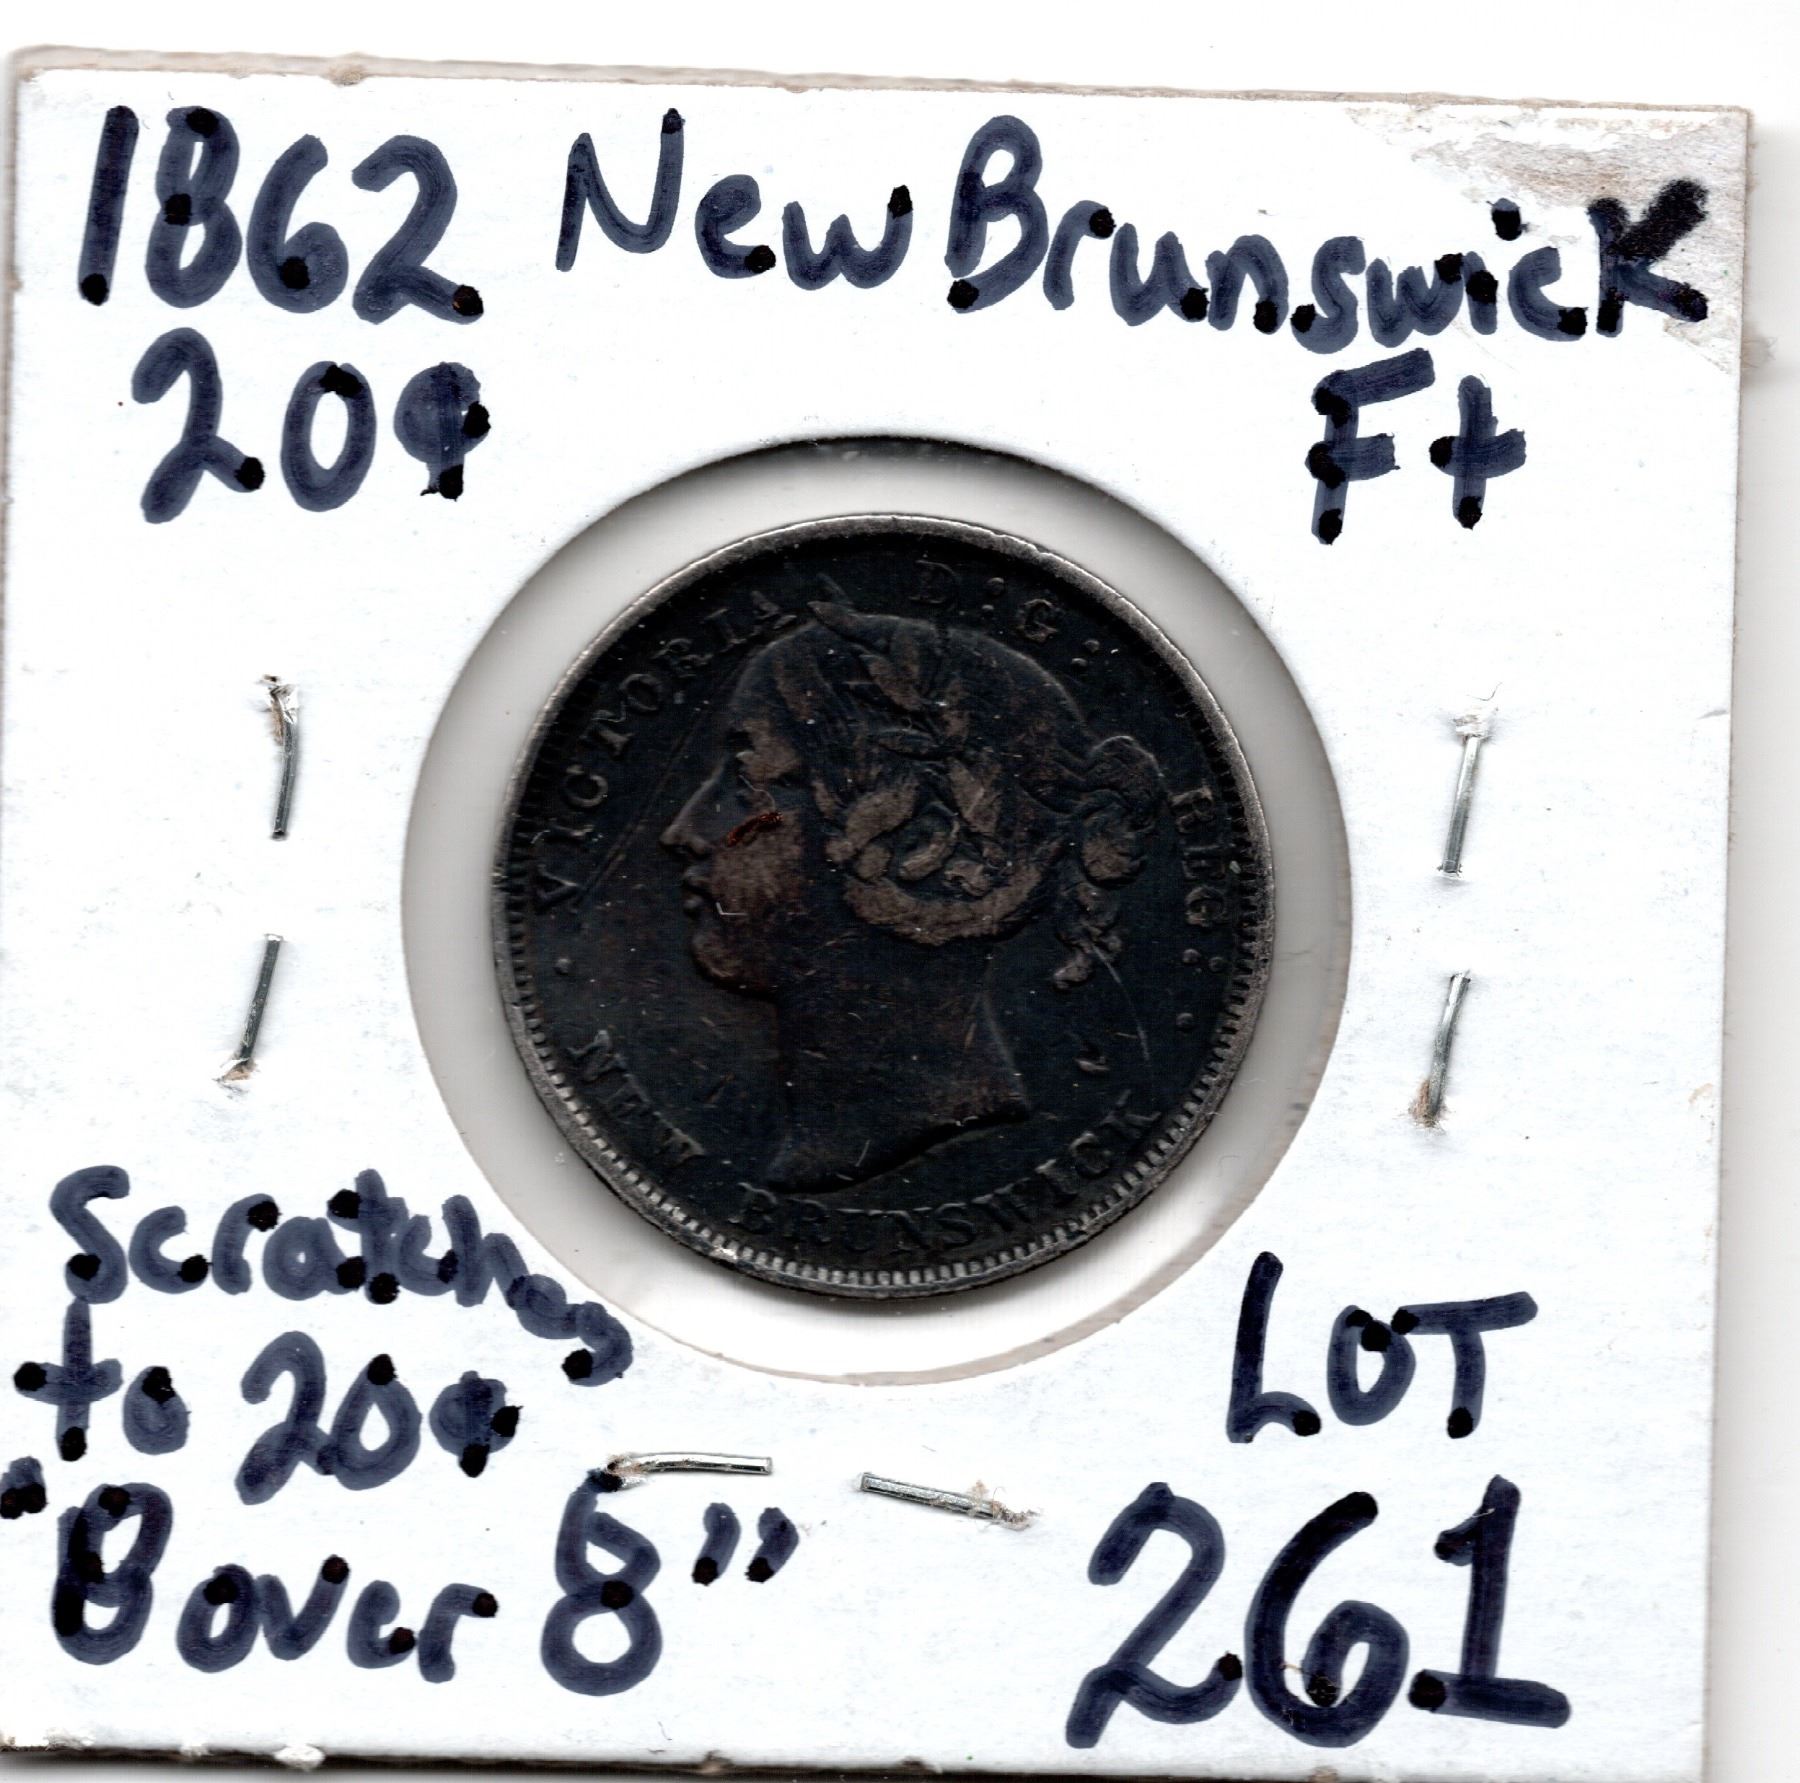 1862 New Brunswick
20¢ F+
VICTORIA D:G: REG:
NEW BRUNSWICK
Scratches
to 20¢
"8 over 8"
LOT
261